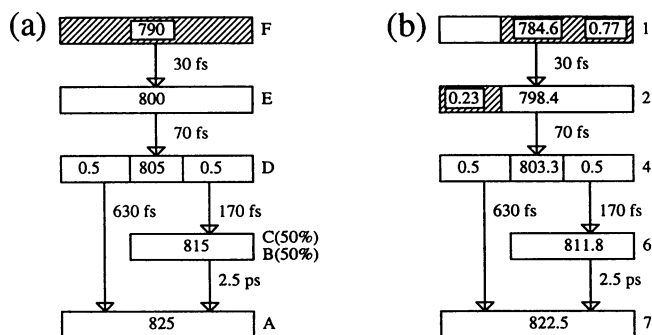 (a)
790 F
30 fs
800 E
70 fs
0.5 805 0.5 D
630 fs 170 fs
815 C(50%)
B(50%)
2.5 ps
825 A
(b)
784.6 0.77 1
30 fs
0.23 798.4 2
70 fs
0.5 803.3 0.5 4
630 fs 170 fs
811.8 6
2.5 ps
822.5 7